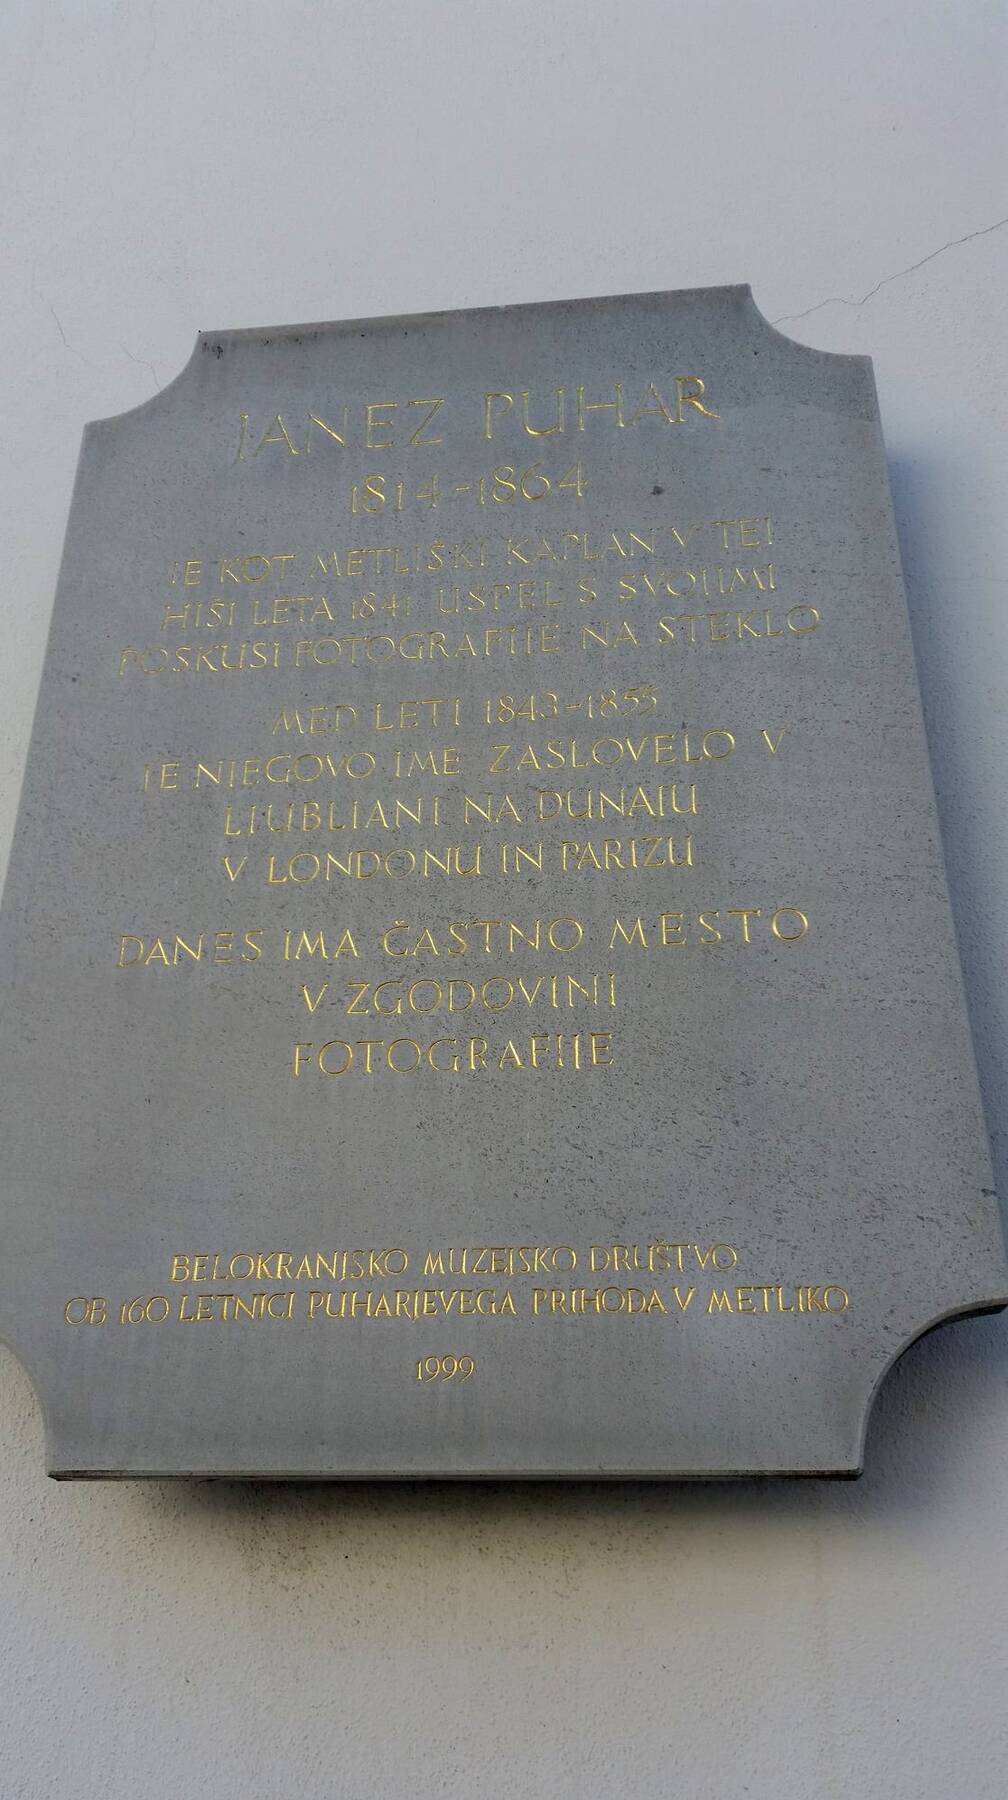 JANEZ PUHAR
1814-1864
JE KOT METLIŠKI KAPLAN V TEJ
HIŠI LETA 1841 USPEL S SVOJIMI
POSKUSI FOTOGRAFIJE NA STEKLO
MED LETI 1843-1855
JE NJEGOVO IME ZASLOVELO V
LJUBLJANI NA DUNAJU
V LONDONU IN PARIZU
DANES IMA ČASTNO MESTO
V ZGODOVINI
FOTOGRAFIJE
BELOKRANJSKO MUZEJSKO DRUŠTVO
OB 160 LETNICI PUHARJEVEGA PRIHODA V METLIKO
1999